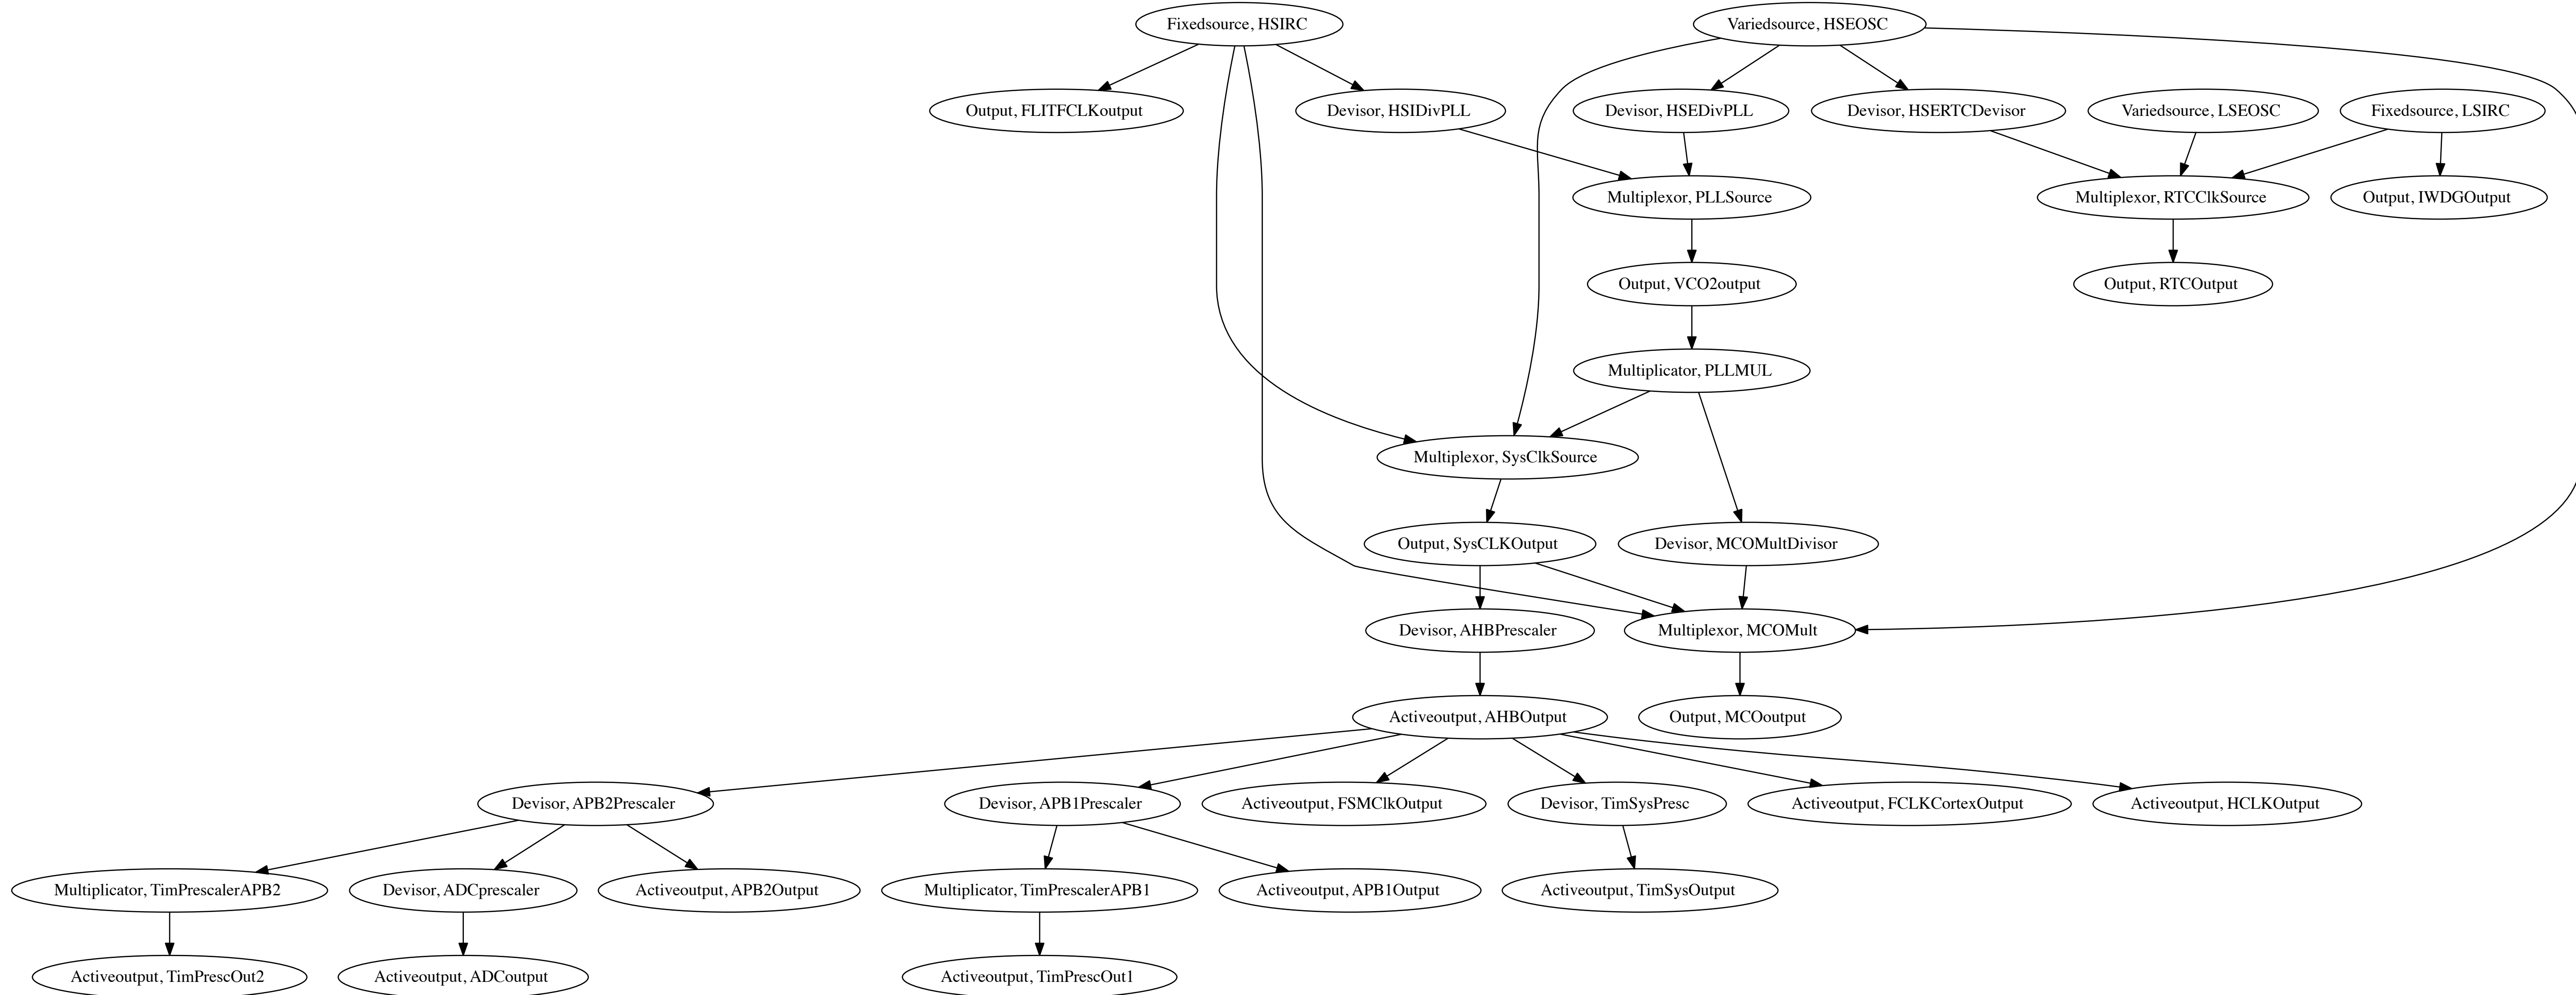 Fixedsource, HSIRC
Variedsource, HSEOSC
Output, FLITFCLKoutput
Devisor, HSIDivPLL
Devisor, HSEDivPLL
Devisor, HSERTCDevisor
Variedsource, LSEOSC
Fixedsource, LSIRC
Multiplexor, PLLSource
Multiplexor, RTCClkSource
Output, IWDGOutput
Output, VCO2output
Output, RTCOutput
Multiplicator, PLLMUL
Multiplexor, SysClkSource
Output, SysCLKOutput
Devisor, MCOMultDivisor
Devisor, AHBPrescaler
Multiplexor, MCOMult
Activeoutput, AHBOutput
Output, MCOoutput
Devisor, APB2Prescaler
Devisor, APB1Prescaler
Activeoutput, FSMClkOutput
Devisor, TimSysPresc
Activeoutput, FCLKCortexOutput
Activeoutput, HCLKOutput
Multiplicator, TimPrescalerAPB2
Devisor, ADCprescaler
Activeoutput, APB2Output
Multiplicator, TimPrescalerAPB1
Activeoutput, APB1Output
Activeoutput, TimSysOutput
Activeoutput, TimPrescOut2
Activeoutput, ADCoutput
Activeoutput, TimPrescOut1